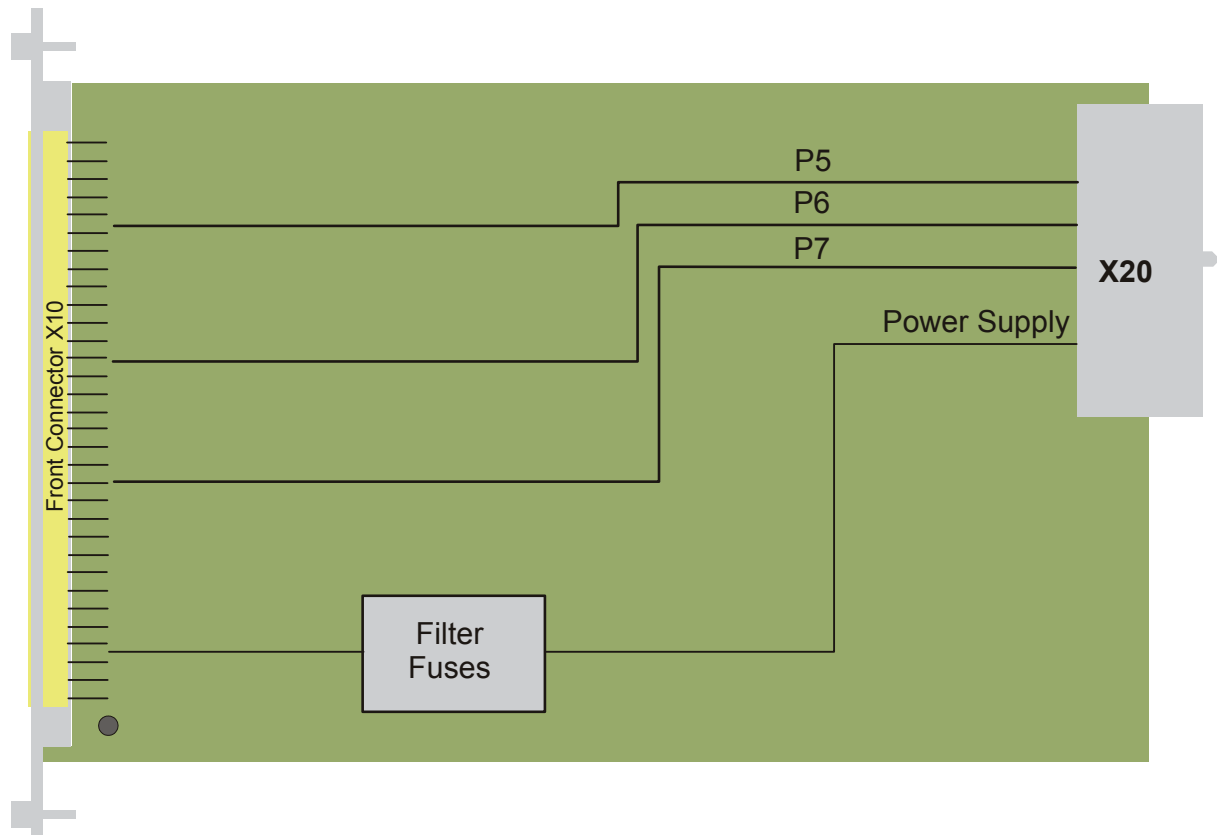 P5
P6
P7
X20
Power Supply
Front Connector X10
Filter
Fuses